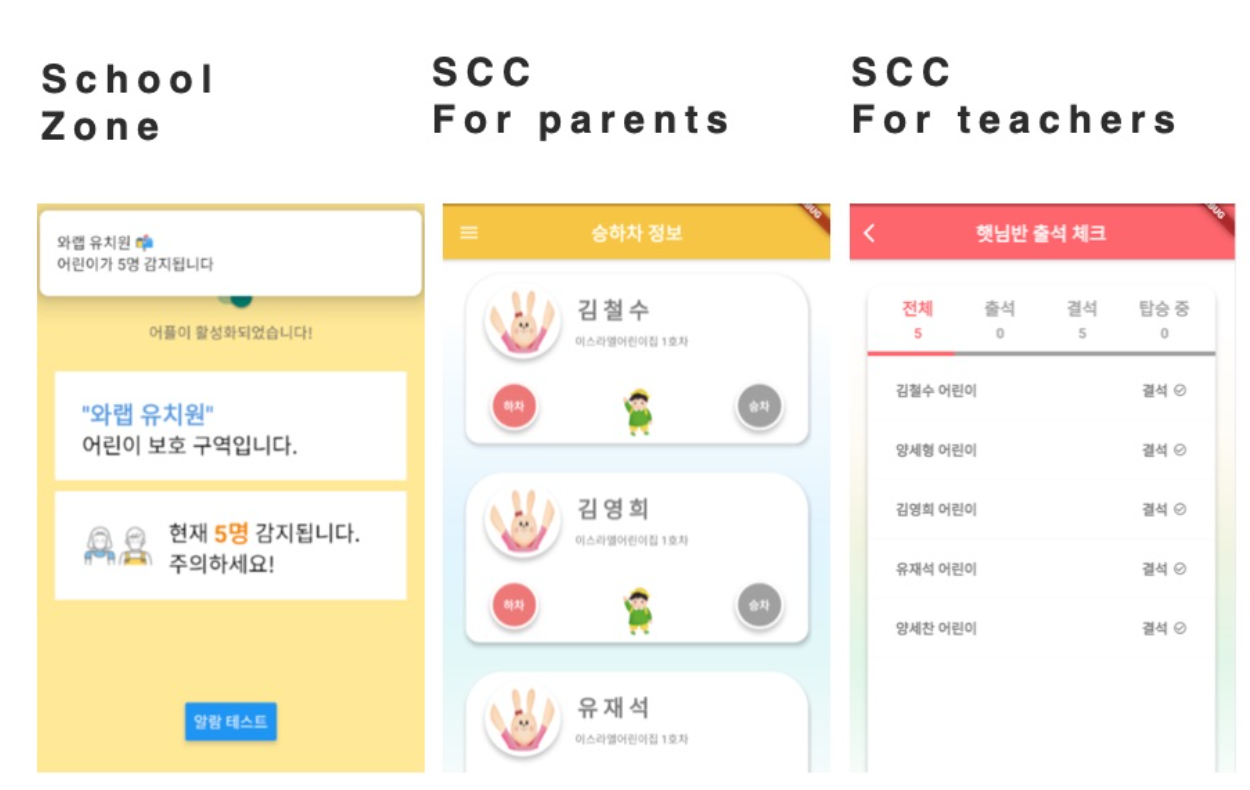 School
Zone
SCC
For parents
SCC
For teachers
와랩 유치원
어린이가 5명 감지됩니다
어플이 활성화되었습니다!
"와랩 유치원"
어린이 보호 구역입니다.
현재 5명 감지됩니다.
주의하세요!
알람 테스트
승하차 정보
김철수
이스라엘어린이집 1호차
하차
승차
김영희
이스라엘어린이집 1호차
하차
승차
유재석
이스라엘어린이집 1호차
햇님반 출석 체크
전체 출석 결석 탑승 중
5 0 5 0
김철수 어린이 결석
양세형 어린이 결석
김영희 어린이 결석
유재석 어린이 결석
양세찬 어린이 결석